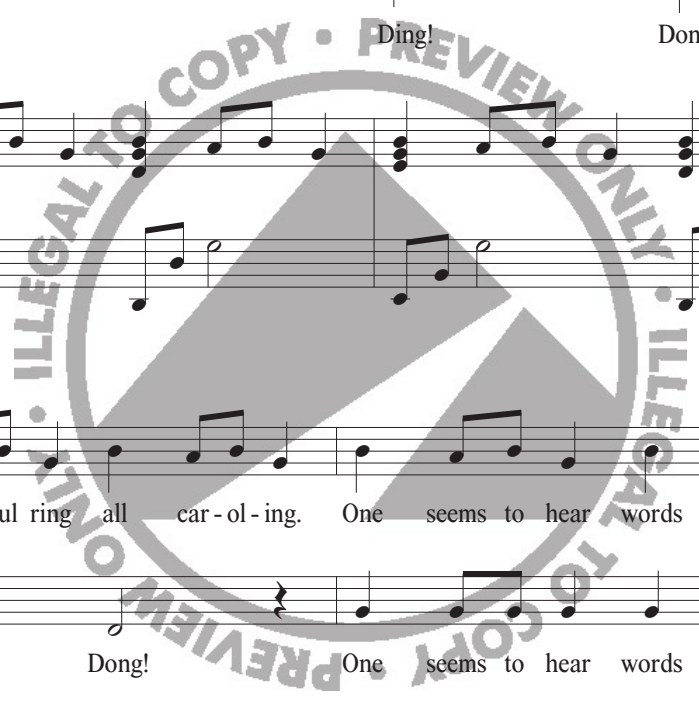 Ding! Don
ul ring all car - ol - ing. One seems to hear words
Dong! One seems to hear words
ILLEGAL TO COPY • PREVIEW ONLY • ILLEGAL TO COPY • PREVIEW ONLY •